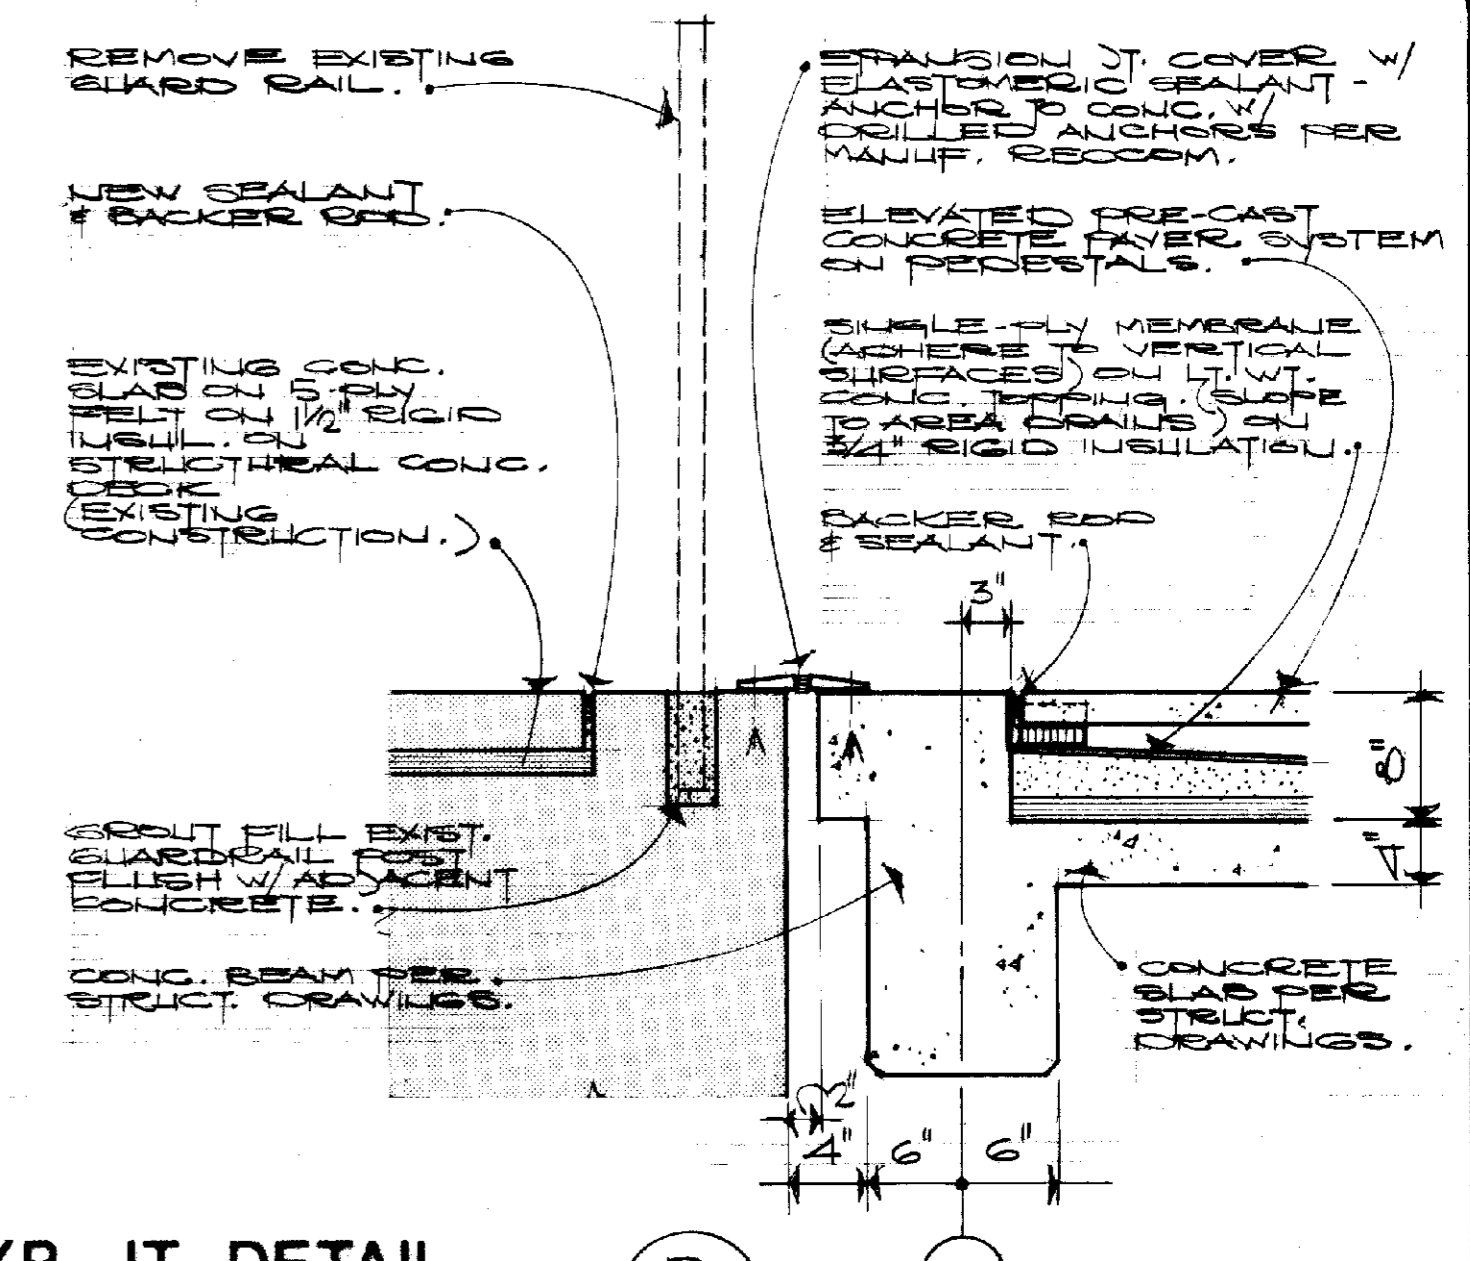 REMOVE EXISTING
GUARD RAIL.
NEW SEALANT
& BACKER ROD.
EXISTING CONC.
SLAB ON 5-PLY
FELT ON 1½" RIGID
INSUL. ON
STRUCTURAL CONC.
DECK
(EXISTING
CONSTRUCTION.)
GROUT FILL EXIST.
GUARDRAIL POST
FLUSH W/ ADJACENT
CONCRETE.
CONC. BEAM PER
STRUCT. DRAWINGS.
EXPANSION JT. COVER W/
ELASTOMERIC SEALANT -
ANCHOR TO CONC. W/
DRILLED ANCHORS PER
MANUF. RECCOM.
ELEVATED PRE-CAST
CONCRETE PAVER SYSTEM
ON PEDESTALS.
SINGLE-PLY MEMBRANE
(ADHERE TO VERTICAL
SURFACES) ON LT. WT.
CONC. TOPPING. (SLOPE
TO AREA DRAINS) ON
3/4" RIGID INSULATION.
BACKER ROD
& SEALANT.
3"
8"
4"
CONCRETE
SLAB PER
STRUCT.
DRAWINGS.
2"
4" 6" 6"
JT DETAIL